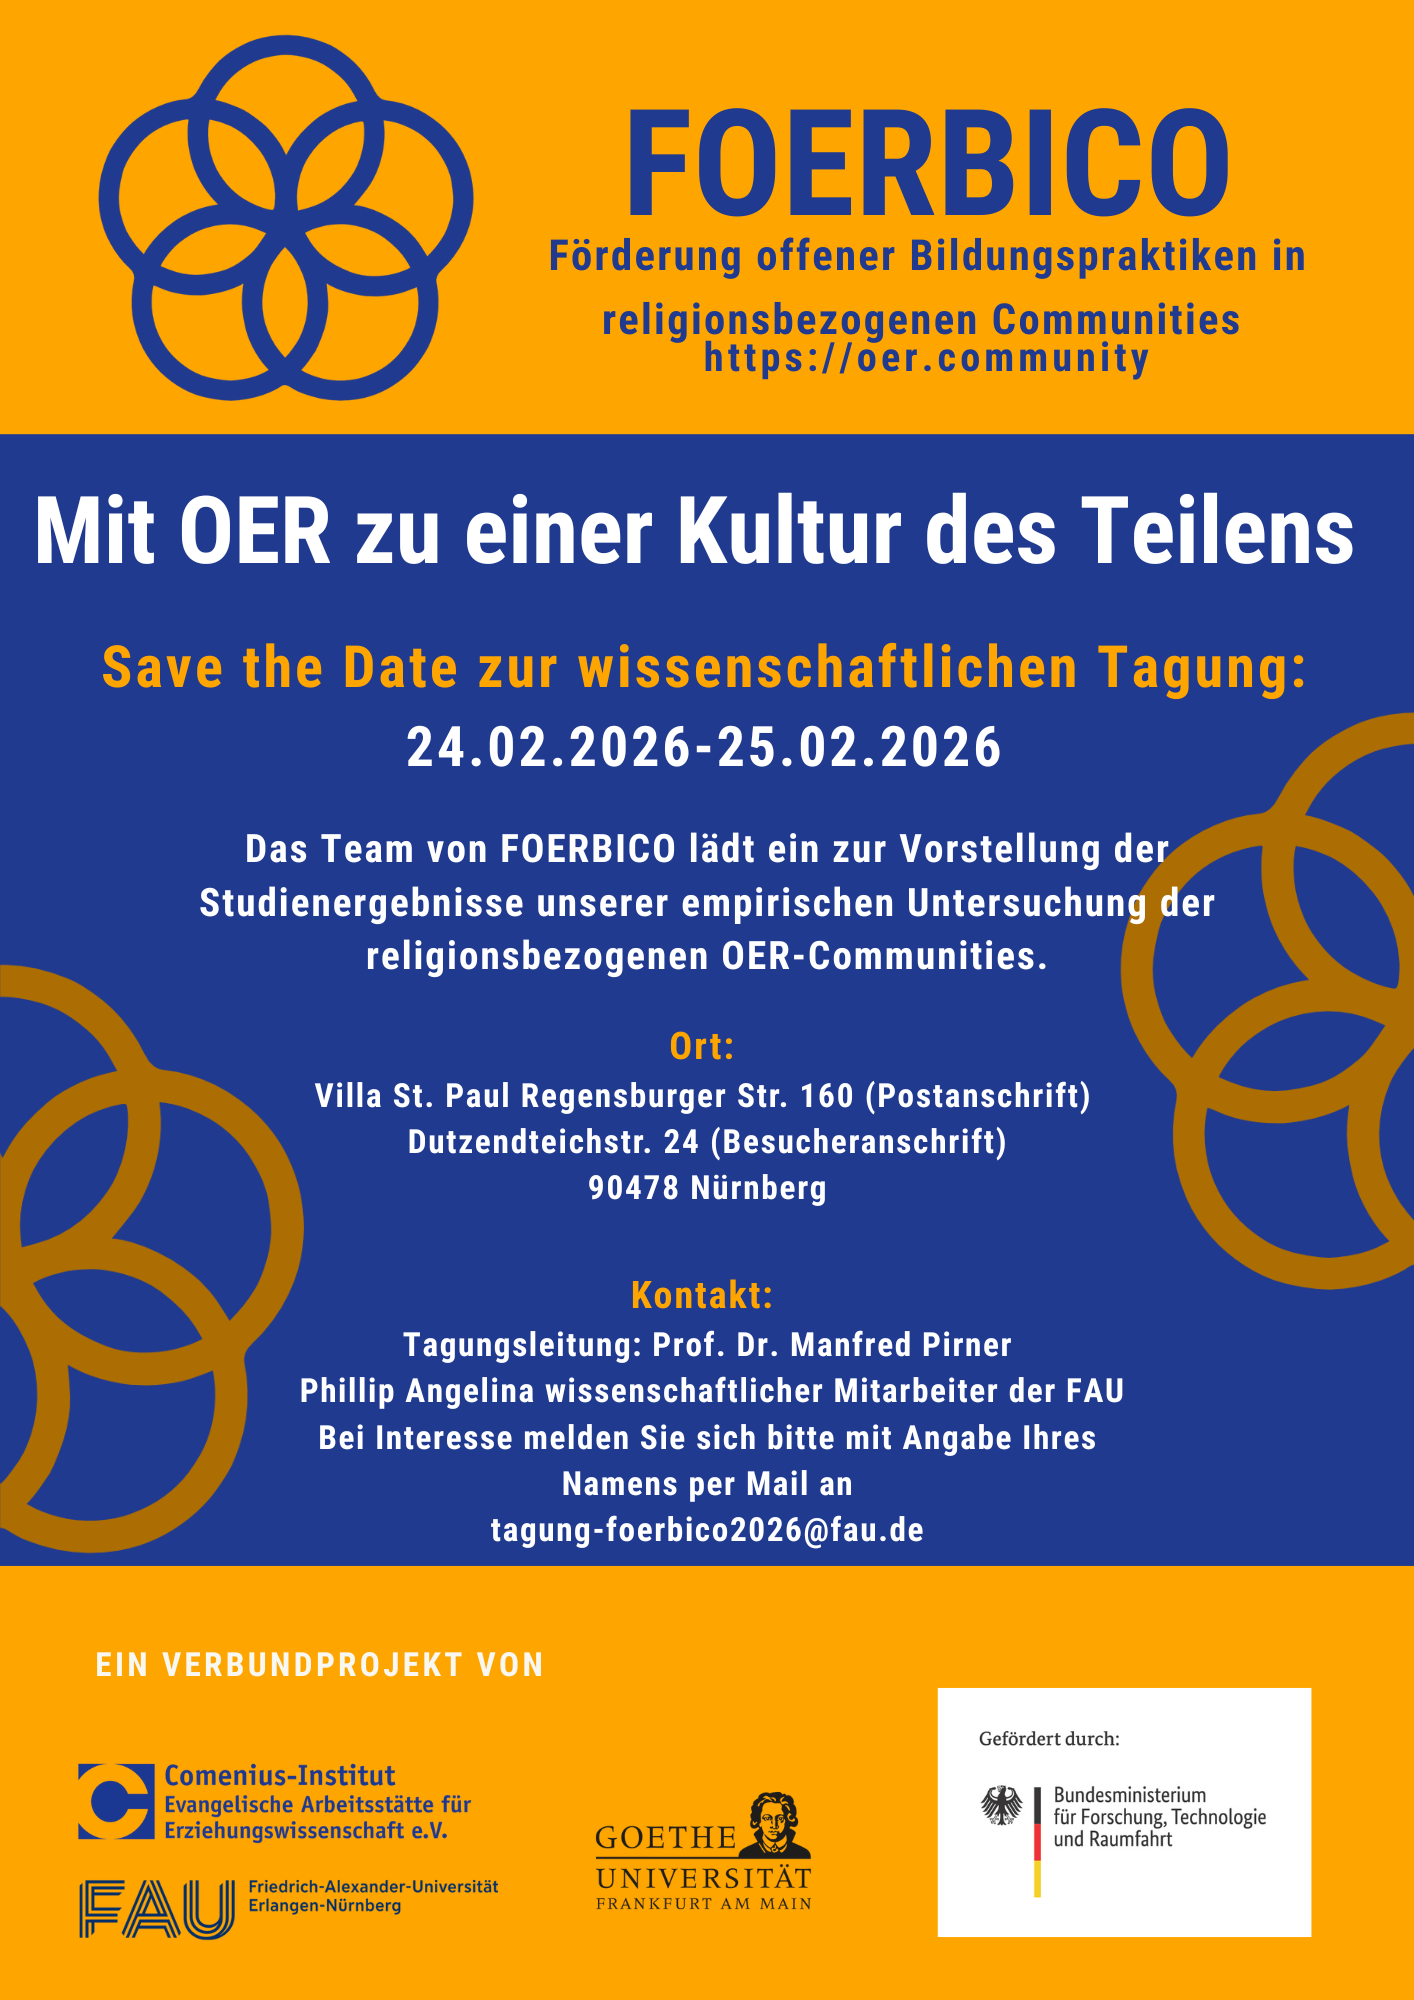 FOERBICO
Förderung offener Bildungspraktiken in
religionsbezogenen Communities
https://oer.community
Mit OER zu einer Kultur des Teilens
Save the Date zur wissenschaftlichen Tagung:
24.02.2026-25.02.2026
Das Team von FOERBICO lädt ein zur Vorstellung der
Studienergebnisse unserer empirischen Untersuchung der
religionsbezogenen OER-Communities.
Ort:
Villa St. Paul Regensburger Str. 160 (Postanschrift)
Dutzendteichstr. 24 (Besucheranschrift)
90478 Nürnberg
Kontakt:
Tagungsleitung: Prof. Dr. Manfred Pirner
Phillip Angelina wissenschaftlicher Mitarbeiter der FAU
Bei Interesse melden Sie sich bitte mit Angabe Ihres
Namens per Mail an
tagung-foerbico2026@fau.de
EIN VERBUNDPROJEKT VON
Comenius-Institut
Evangelische Arbeitsstätte für
Erziehungswissenschaft e.V.
FAU
Friedrich-Alexander-Universität
Erlangen-Nürnberg
GOETHE
UNIVERSITÄT
FRANKFURT AM MAIN
Gefördert durch:
Bundesministerium
für Forschung, Technologie
und Raumfahrt